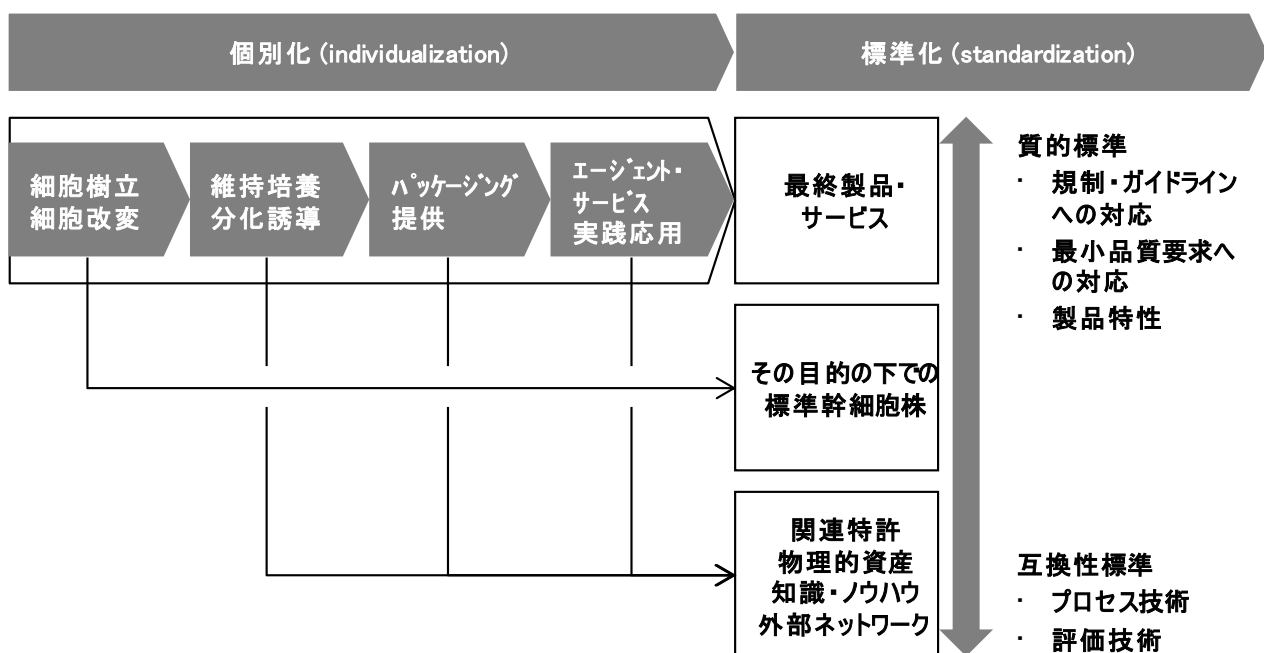 個別化 (individualization)
標準化 (standardization)
細胞樹立
細胞改変
維持培養
分化誘導
パッケージング
提供
エージェント・
サービス
実践応用
最終製品・
サービス
その目的の下での
標準幹細胞株
関連特許
物理的資産
知識・ノウハウ
外部ネットワーク
質的標準
・ 規制・ガイドライン
への対応
・ 最小品質要求へ
の対応
・ 製品特性
互換性標準
・ プロセス技術
・ 評価技術